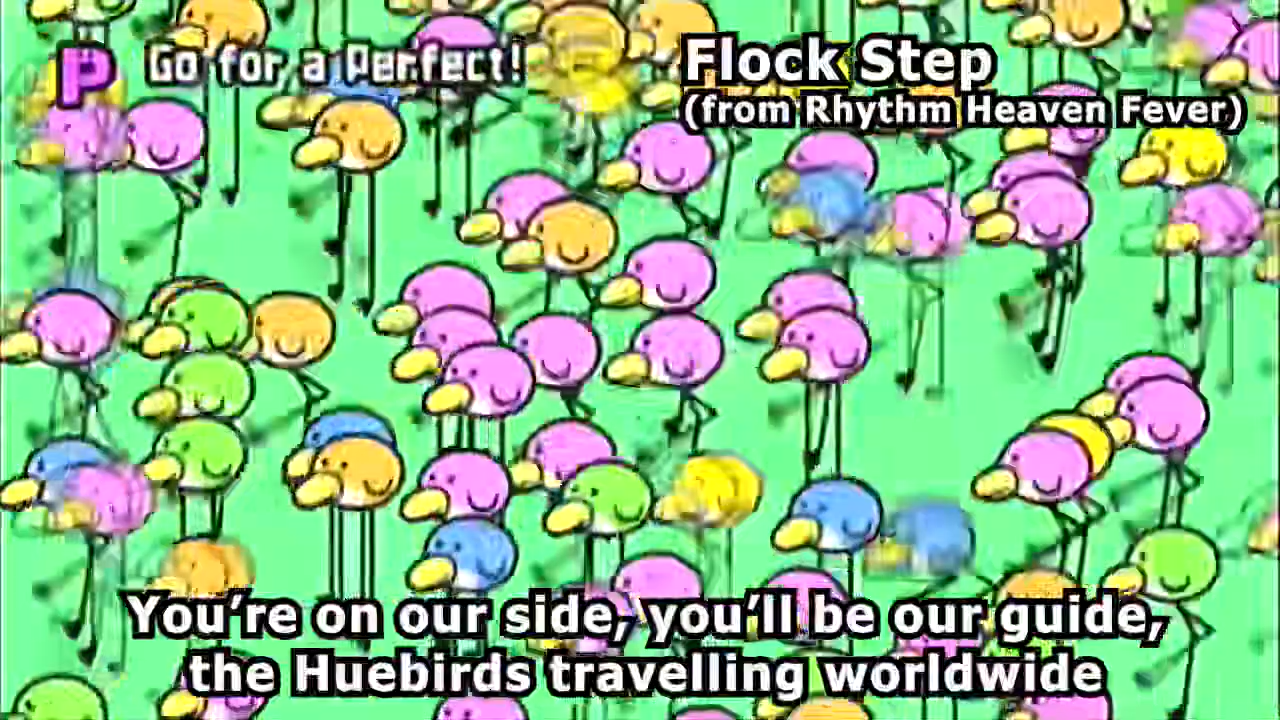 P Go for a Perfect!
Flock Step
(from Rhythm Heaven Fever)
You're on our side, you'll be our guide,
the Huebirds travelling worldwide